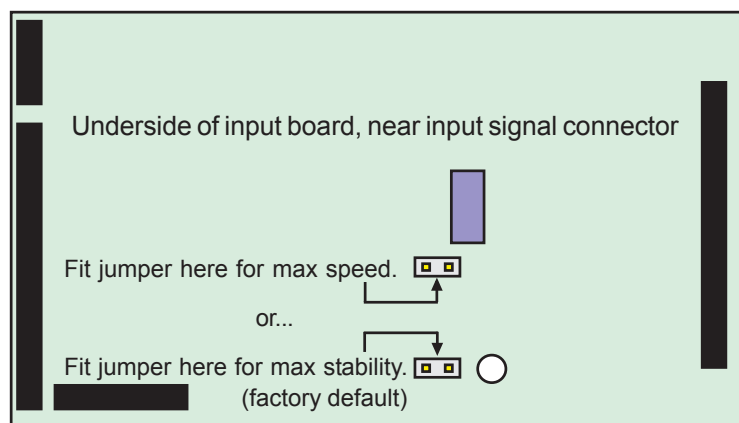 Underside of input board, near input signal connector
Fit jumper here for max speed.
or...
Fit jumper here for max stability.
(factory default)